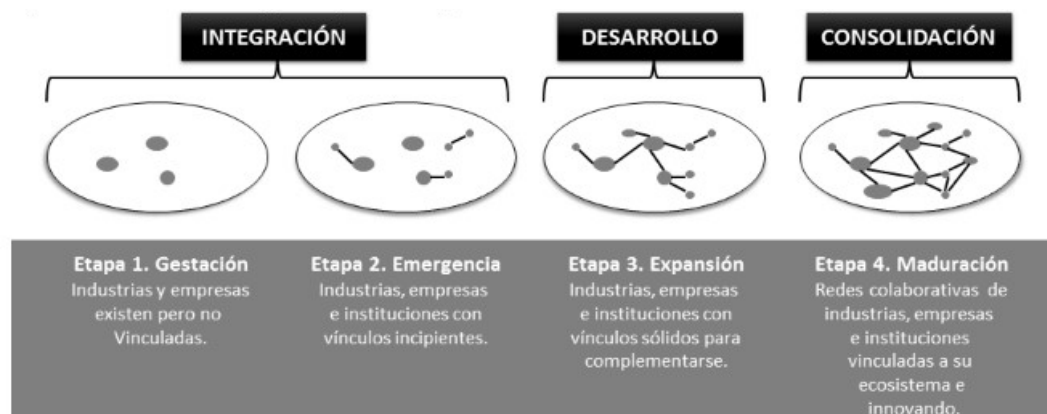 INTEGRACIÓN
DESARROLLO
CONSOLIDACIÓN
Etapa 1. Gestación
Industrias y empresas
existen pero no
Vinculadas.
Etapa 2. Emergencia
Industrias, empresas
e instituciones con
vínculos incipientes.
Etapa 3. Expansión
Industrias, empresas
e instituciones con
vínculos sólidos para
complementarse.
Etapa 4. Maduración
Redes colaborativas de
industrias, empresas
e instituciones
vinculadas a su
ecosistema e
innovando.